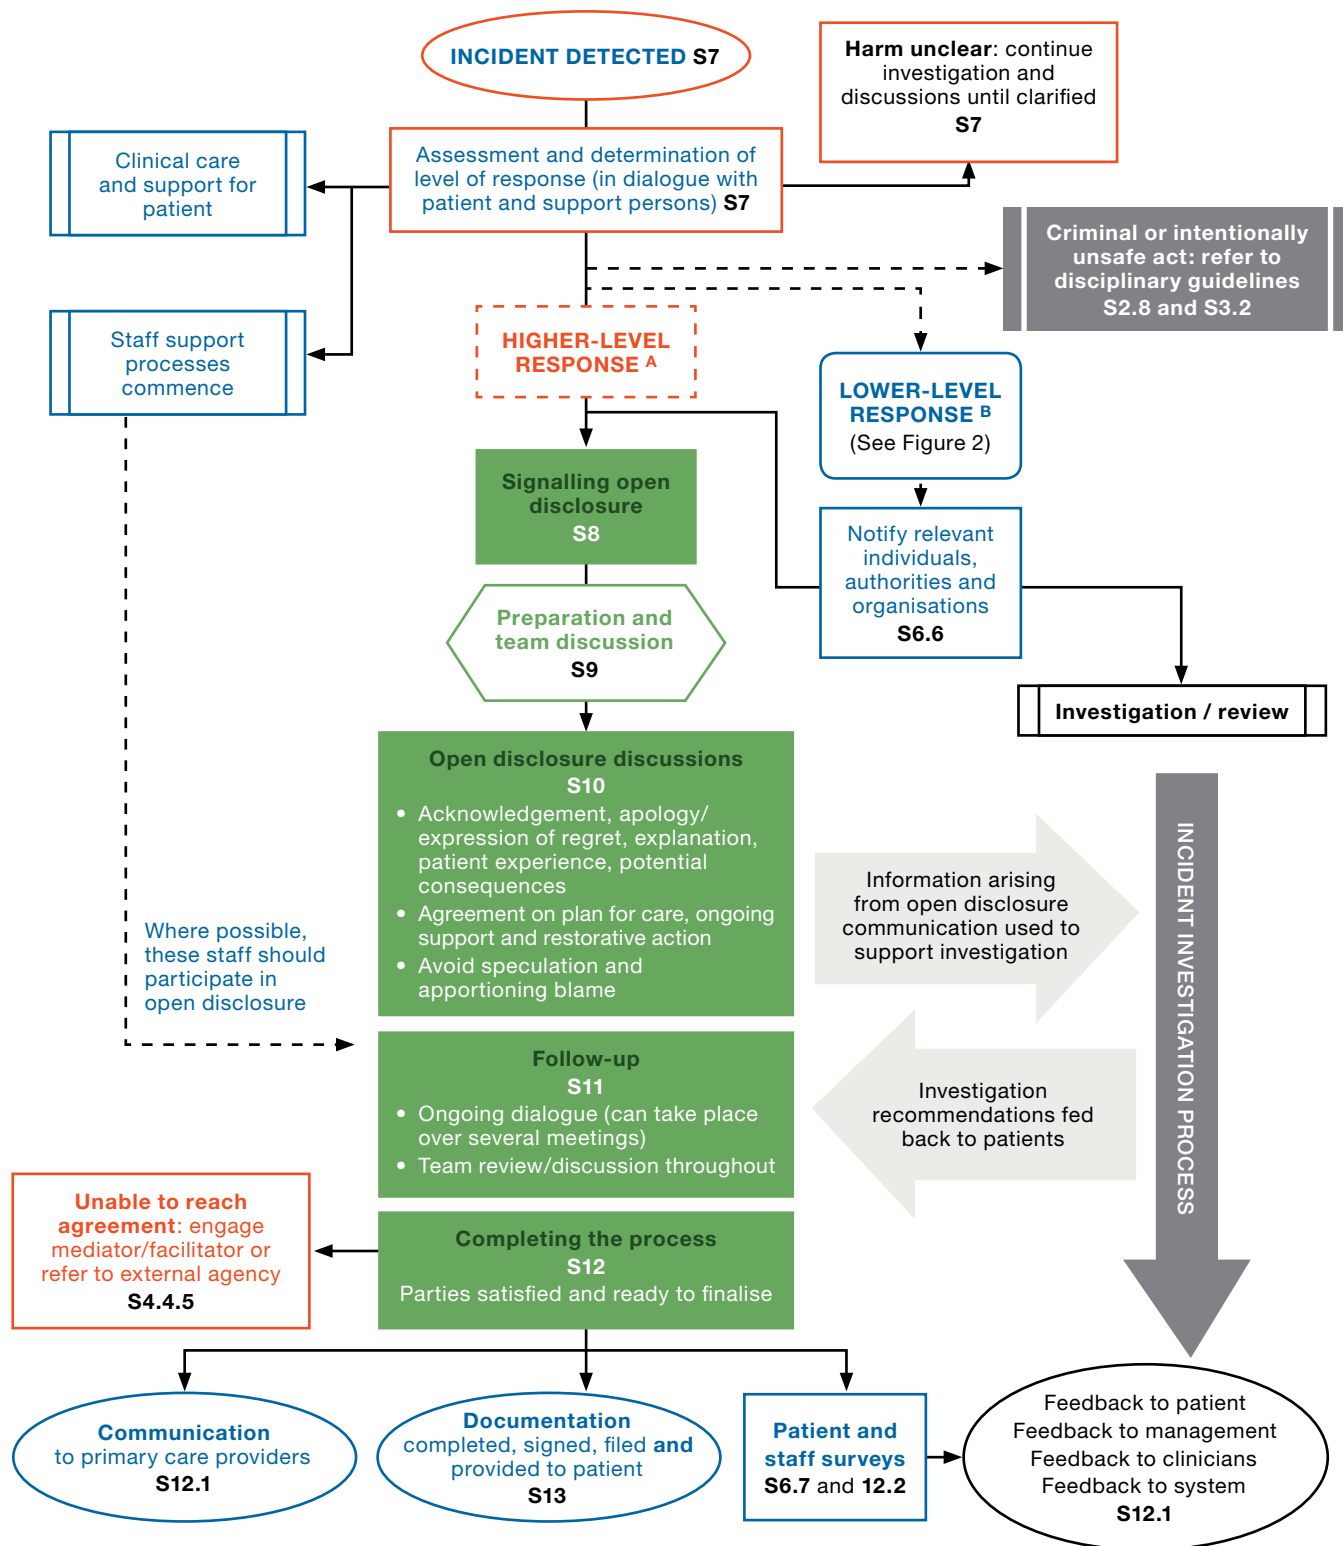 INCIDENT DETECTED S7
Harm unclear: continue
investigation and
discussions until clarified
S7
Clinical care
and support for
patient
Assessment and determination of
level of response (in dialogue with
patient and support persons) S7
Criminal or intentionally
unsafe act: refer to
disciplinary guidelines
S2.8 and S3.2
Staff support
processes
commence
HIGHER-LEVEL
RESPONSE A
LOWER-LEVEL
RESPONSE B
(See Figure 2)
Signalling open
disclosure
S8
Notify relevant
individuals,
authorities and
organisations
S6.6
Preparation and
team discussion
S9
Investigation / review
Open disclosure discussions
S10
• Acknowledgement, apology/
expression of regret, explanation,
patient experience, potential
consequences
• Agreement on plan for care, ongoing
support and restorative action
• Avoid speculation and
apportioning blame
Information arising
from open disclosure
communication used to
support investigation
INCIDENT INVESTIGATION PROCESS
Where possible,
these staff should
participate in
open disclosure
Follow-up
S11
• Ongoing dialogue (can take place
over several meetings)
• Team review/discussion throughout
Investigation
recommendations fed
back to patients
Unable to reach
agreement: engage
mediator/facilitator or
refer to external agency
S4.4.5
Completing the process
S12
Parties satisfied and ready to finalise
Communication
to primary care providers
S12.1
Documentation
completed, signed, filed and
provided to patient
S13
Patient and
staff surveys
S6.7 and 12.2
Feedback to patient
Feedback to management
Feedback to clinicians
Feedback to system
S12.1